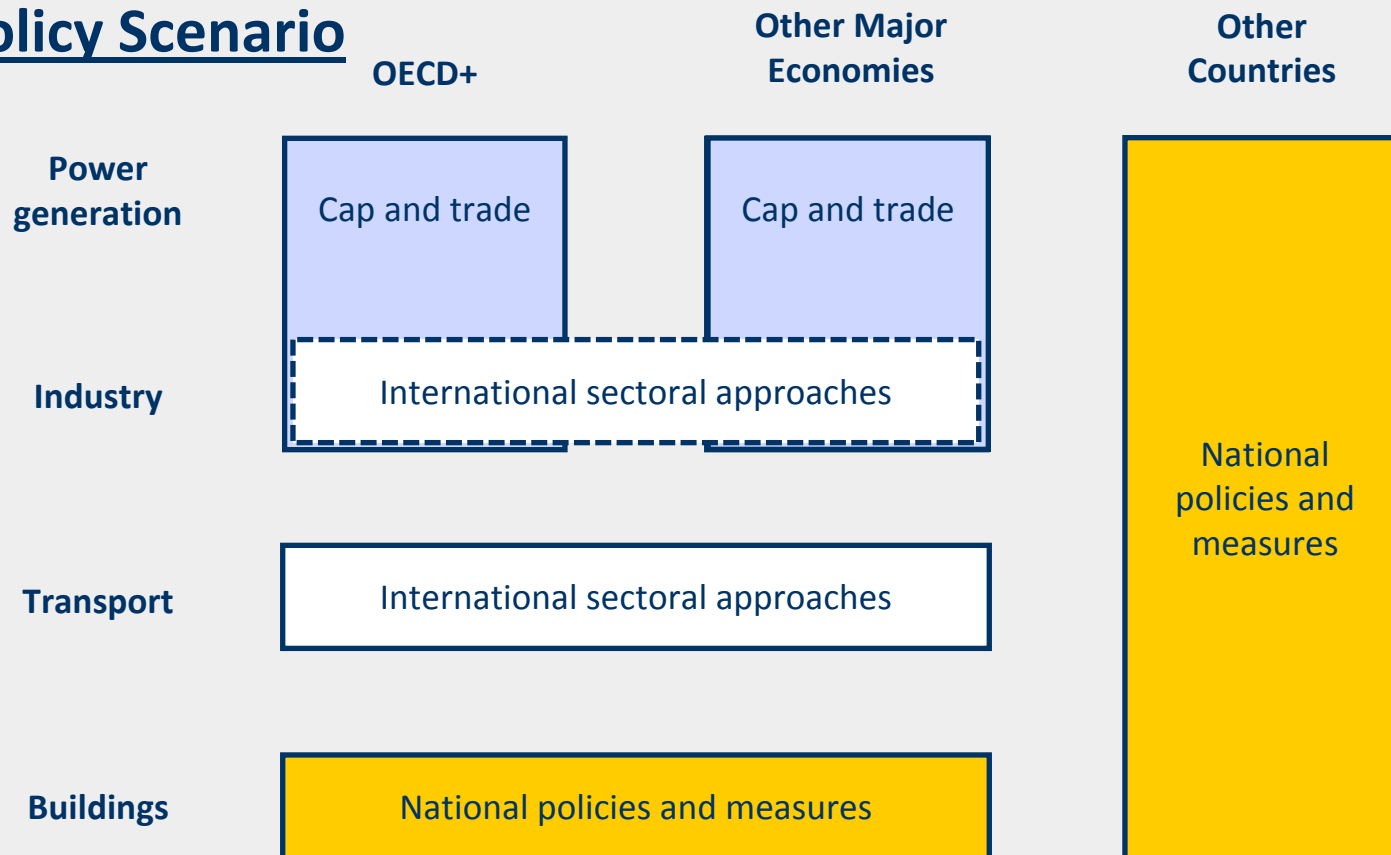 olicy Scenario
OECD+
Other Major
Economies
Other
Countries
Power
generation
Cap and trade
Cap and trade
Industry
International sectoral approaches
National
policies and
measures
Transport
International sectoral approaches
Buildings
National policies and measures